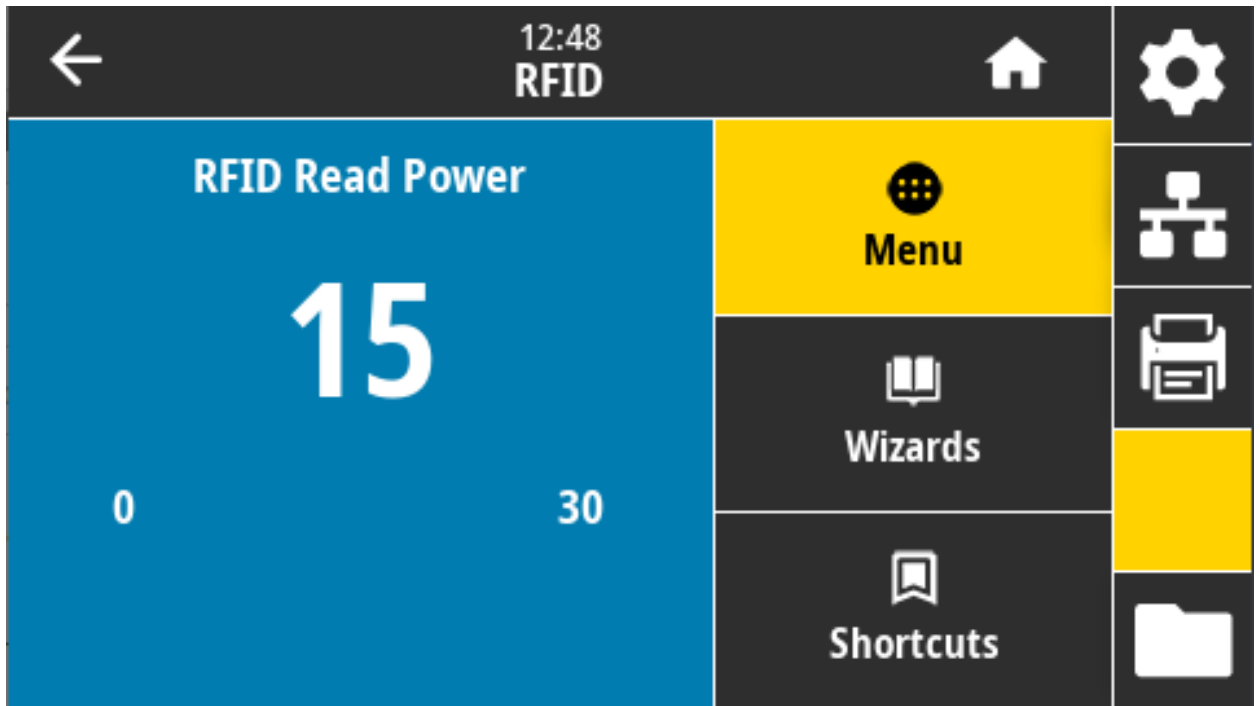 12:48
RFID
RFID Read Power
15
0 30
Menu
Wizards
Shortcuts